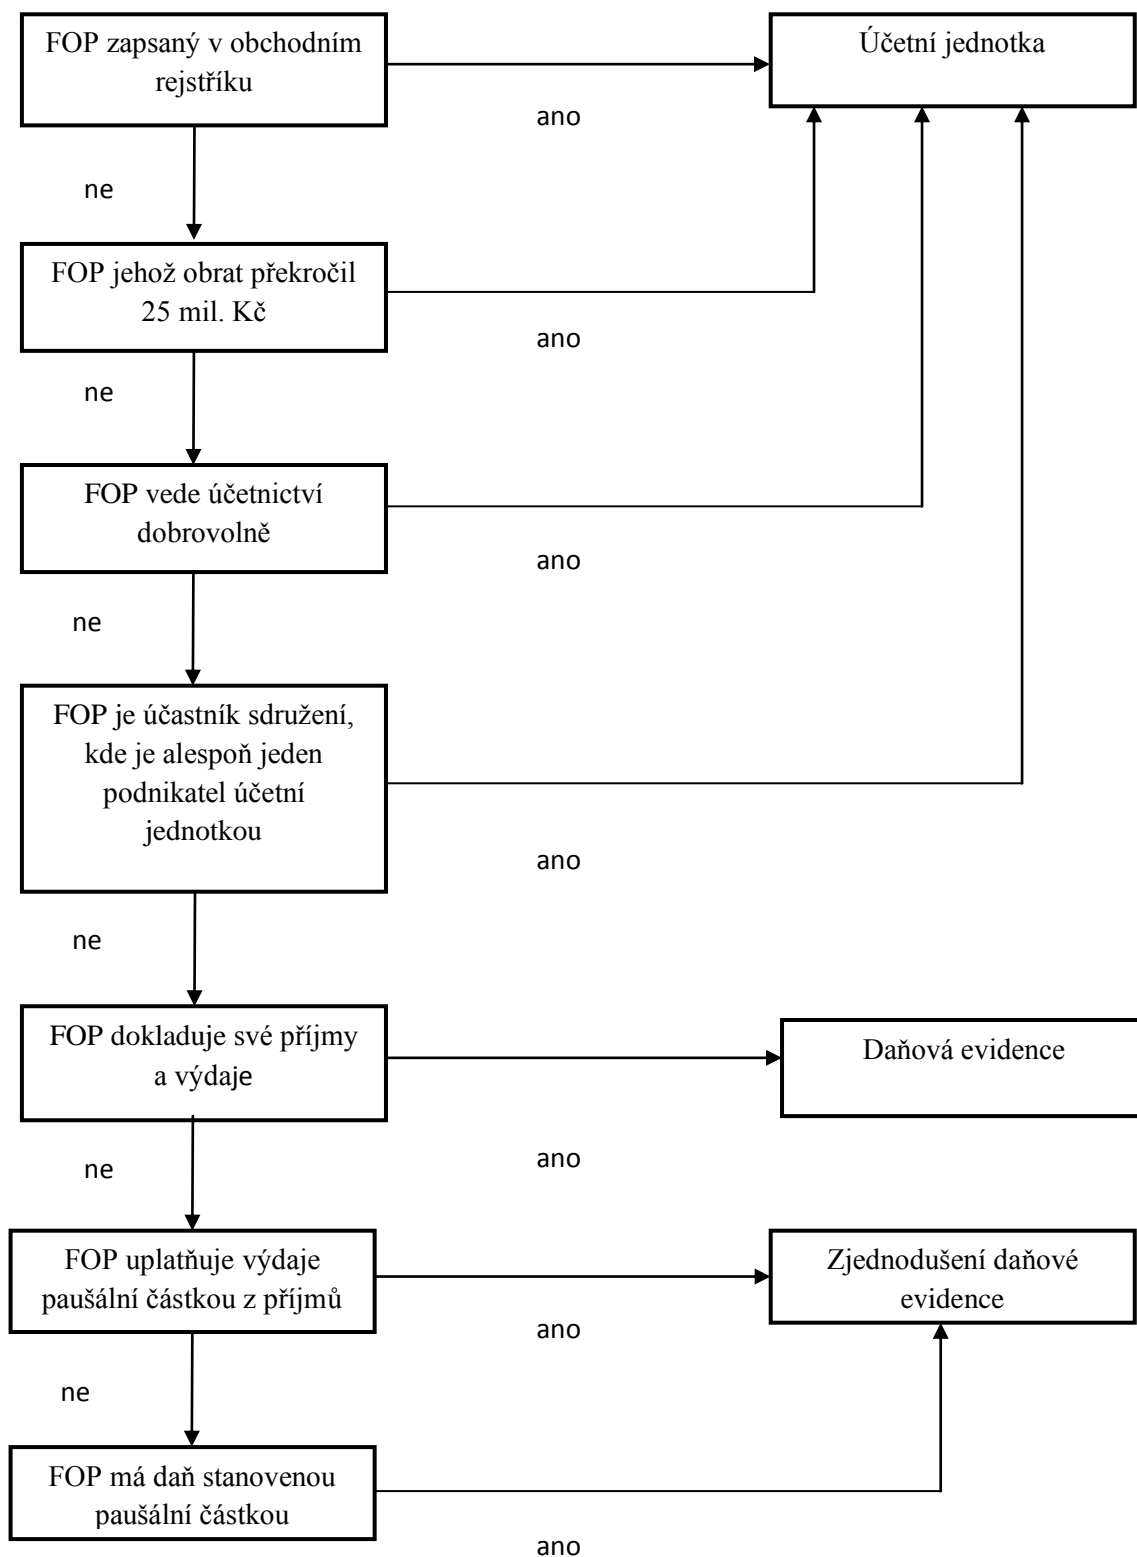 FOP zapsaný v obchodním
rejstříku
Účetní jednotka
ano
ne
FOP jehož obrat překročil
25 mil. Kč
ano
ne
FOP vede účetnictví
dobrovolně
ano
ne
FOP je účastník sdružení,
kde je alespoň jeden
podnikatel účetní
jednotkou
ano
ne
FOP dokladuje své příjmy
a výdaje
Daňová evidence
ano
ne
FOP uplatňuje výdaje
paušální částkou z příjmů
Zjednodušení daňové
evidence
ano
ne
FOP má daň stanovenou
paušální částkou
ano